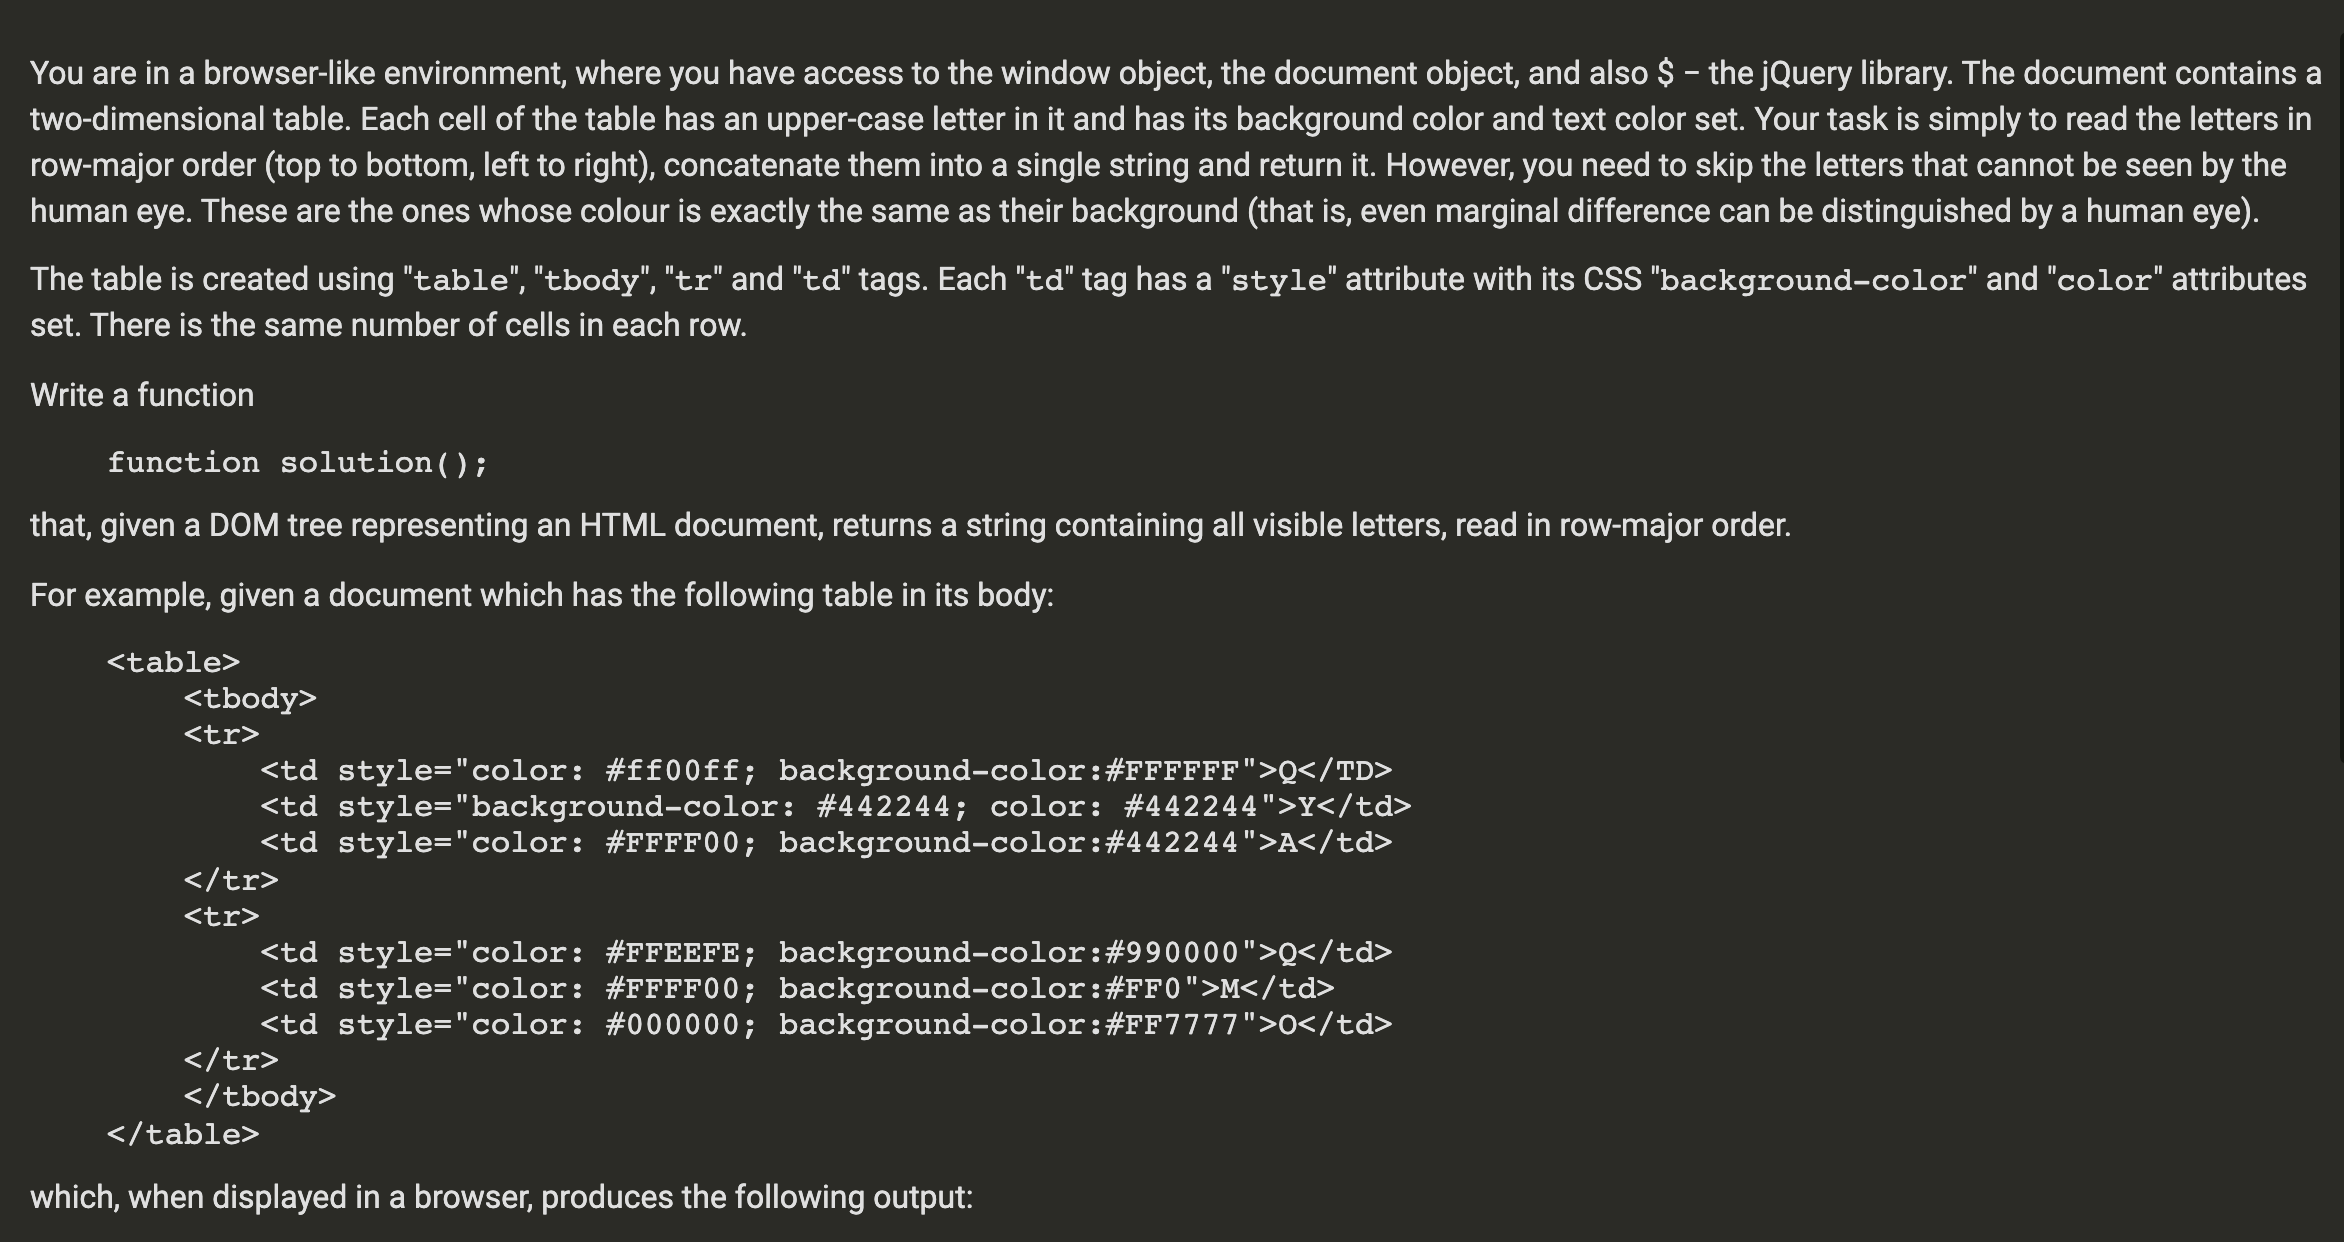 You are in a browser-like environment, where you have access to the window object, the document object, and also $ – the jQuery library. The document contains a
two-dimensional table. Each cell of the table has an upper-case letter in it and has its background color and text color set. Your task is simply to read the letters in
row-major order (top to bottom, left to right), concatenate them into a single string and return it. However, you need to skip the letters that cannot be seen by the
human eye. These are the ones whose colour is exactly the same as their background (that is, even marginal difference can be distinguished by a human eye).
The table is created using "table", "tbody", "tr" and "td" tags. Each "td" tag has a "style" attribute with its CSS "background-color" and "color" attributes
set. There is the same number of cells in each row.
Write a function
function solution();
that, given a DOM tree representing an HTML document, returns a string containing all visible letters, read in row-major order.
For example, given a document which has the following table in its body:
<table>
<tbody>
<tr>
<td style="color: #ff00ff; background-color:#FFFFFF">Q</TD>
<td style="background-color: #442244; color: #442244">Y</td>
<td style="color: #FFFF00; background-color:#442244">A</td>
</tr>
<tr>
<td style="color: #FFEEFE; background-color:#990000">Q</td>
<td style="color: #FFFF00; background-color:#FF0">M</td>
<td style="color: #000000; background-color:#FF7777">O</td>
</tr>
</tbody>
</table>
which, when displayed in a browser, produces the following output: